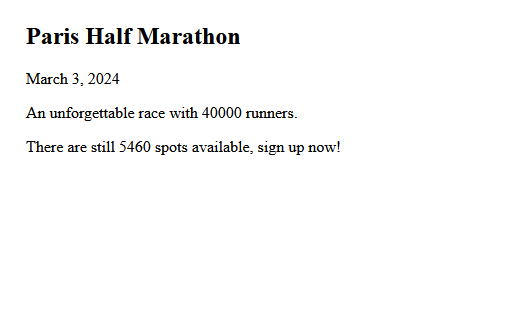 Paris Half Marathon
March 3, 2024
An unforgettable race with 40000 runners.
There are still 5460 spots available, sign up now!